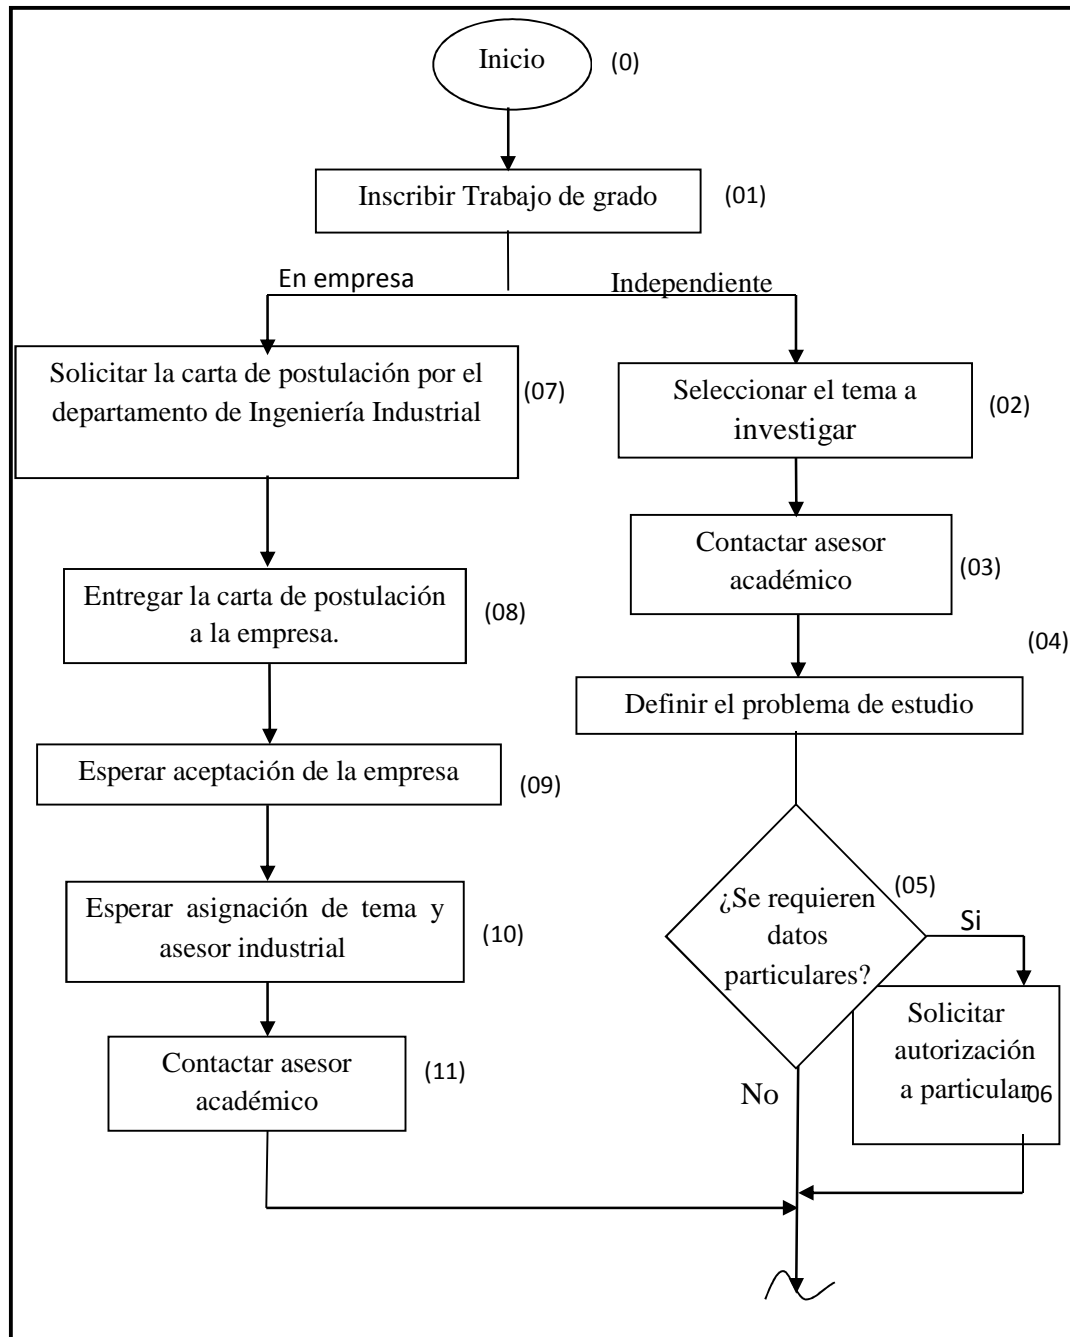 Inicio
(0)
Inscribir Trabajo de grado
(01)
En empresa
Independiente
Solicitar la carta de postulación por el
departamento de Ingeniería Industrial
(07)
Seleccionar el tema a
investigar
(02)
Contactar asesor
académico
(03)
Entregar la carta de postulación
a la empresa.
(08)
(04)
Definir el problema de estudio
Esperar aceptación de la empresa
(09)
Esperar asignación de tema y
asesor industrial
(10)
(05)
¿Se requieren
datos
particulares?
Si
Solicitar
autorización
a particular
06
No
Contactar asesor
académico
(11)